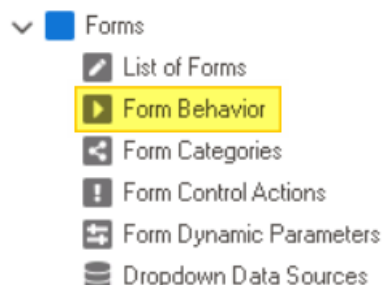 Forms
List of Forms
Form Behavior
Form Categories
Form Control Actions
Form Dynamic Parameters
Dropdown Data Sources